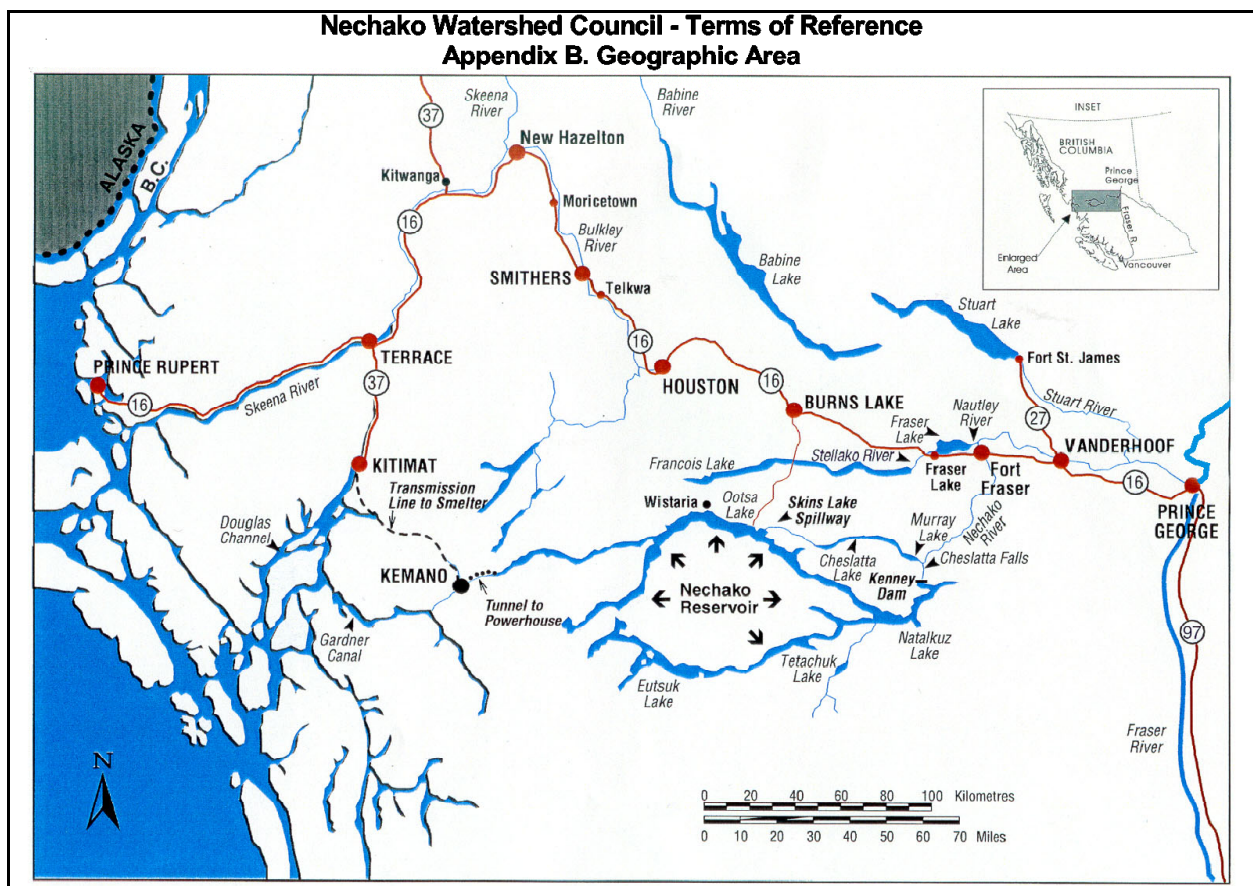 Nechako Watershed Council - Terms of Reference
Appendix B. Geographic Area
ALASKA
B.C.
37
Skeena
River
Babine
River
New Hazelton
Kitwanga
Moricetown
16
Bulkley
River
SMITHERS
Telkwa
Babine
Lake
INSET
BRITISH
COLUMBIA
Prince
George
Fraser R.
Enlarged
Area
Vancouver
Stuart
Lake
Fort St. James
PRINCE RUPERT
16
Skeena River
TERRACE
37
16
HOUSTON
16
BURNS LAKE
27
Stuart River
Nautley
River
Fraser
Lake
VANDERHOOF
KITIMAT
Transmission
Line to Smelter
Francois Lake
Stellako River
Fraser
Lake
Fort
Fraser
16
PRINCE
GEORGE
Wistaria
Ootsa
Lake
Skins Lake
Spillway
Murray
Lake
Nechako
River
Douglas
Channel
Cheslatta
Lake
Cheslatta Falls
Kenney
Dam
KEMANO
Tunnel to
Powerhouse
Nechako
Reservoir
Gardner
Canal
Natalkuz
Lake
Tetachuk
Lake
Eutsuk
Lake
97
Fraser
River
N
0 20 40 60 80 100 Kilometres
0 10 20 30 40 50 60 70 Miles